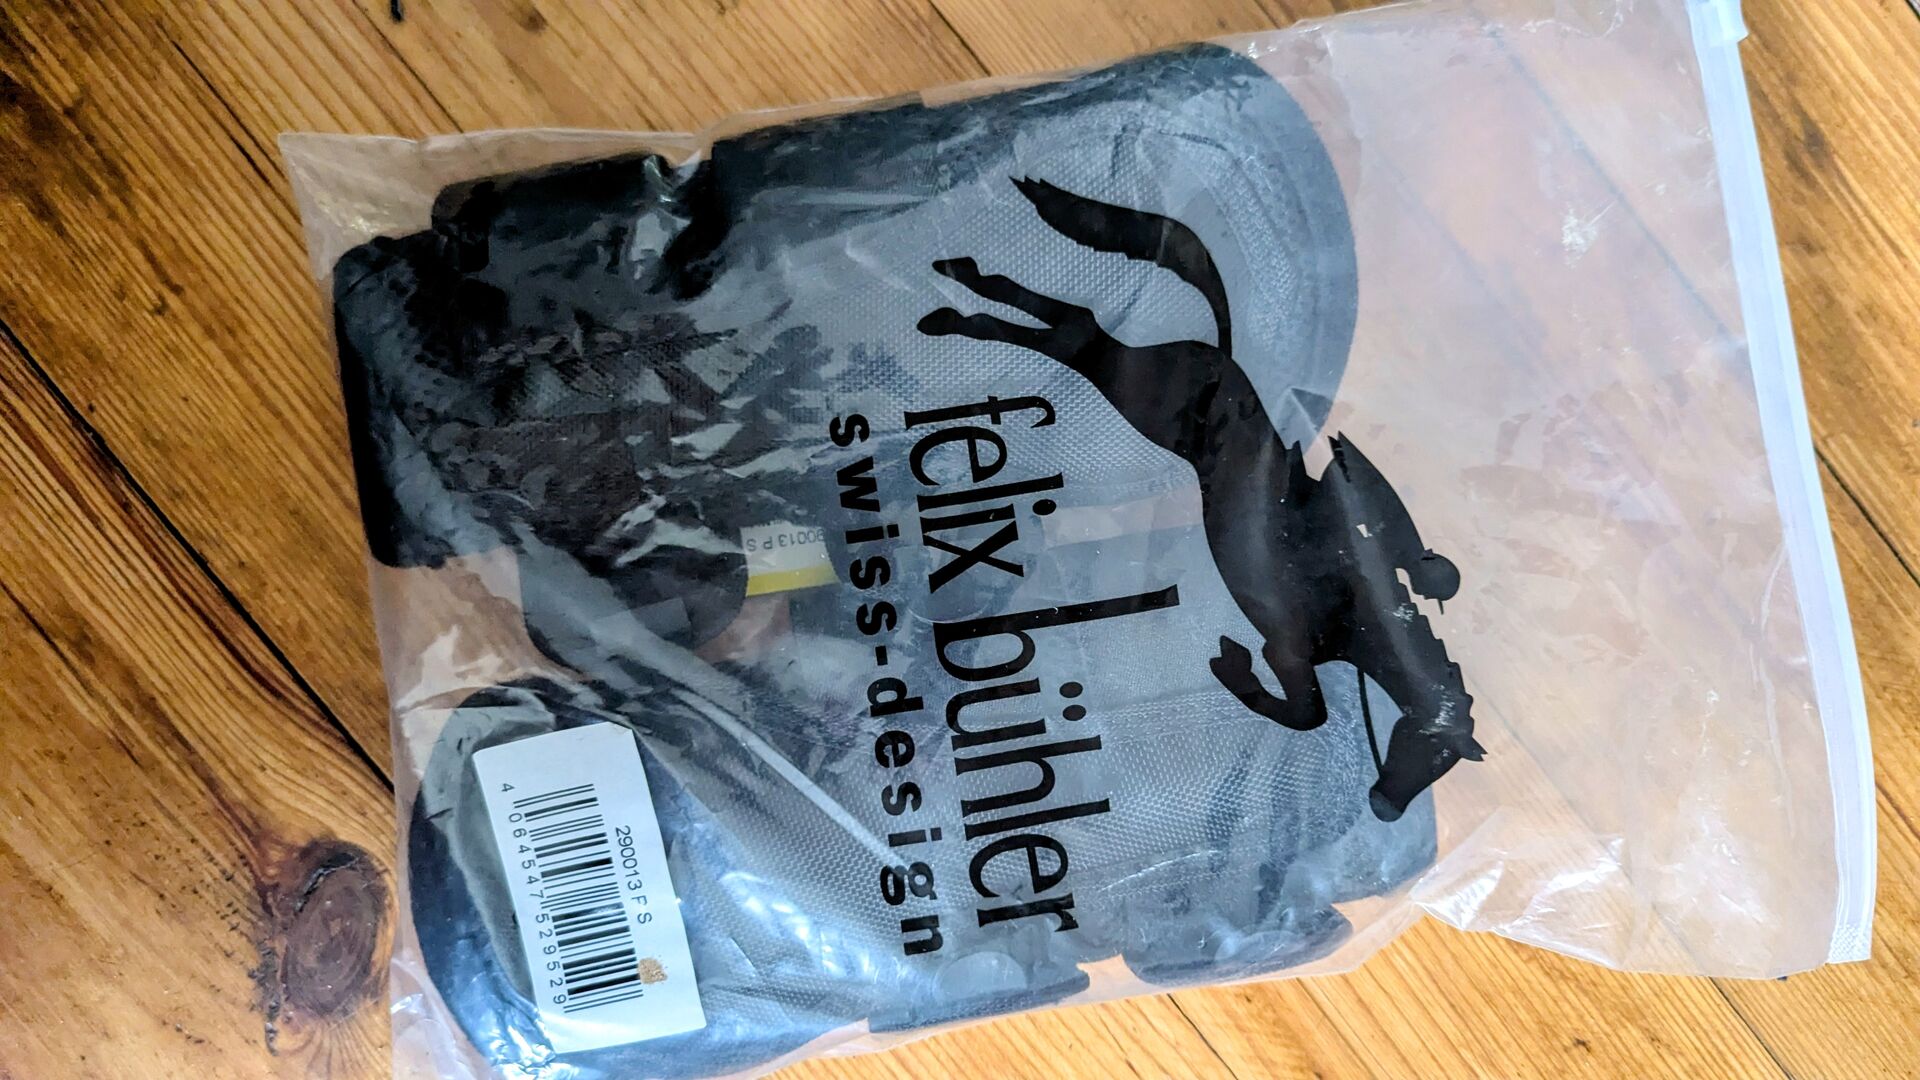 felix bühler
swiss-design
290013 F S
4 064547 529529
90013 P S